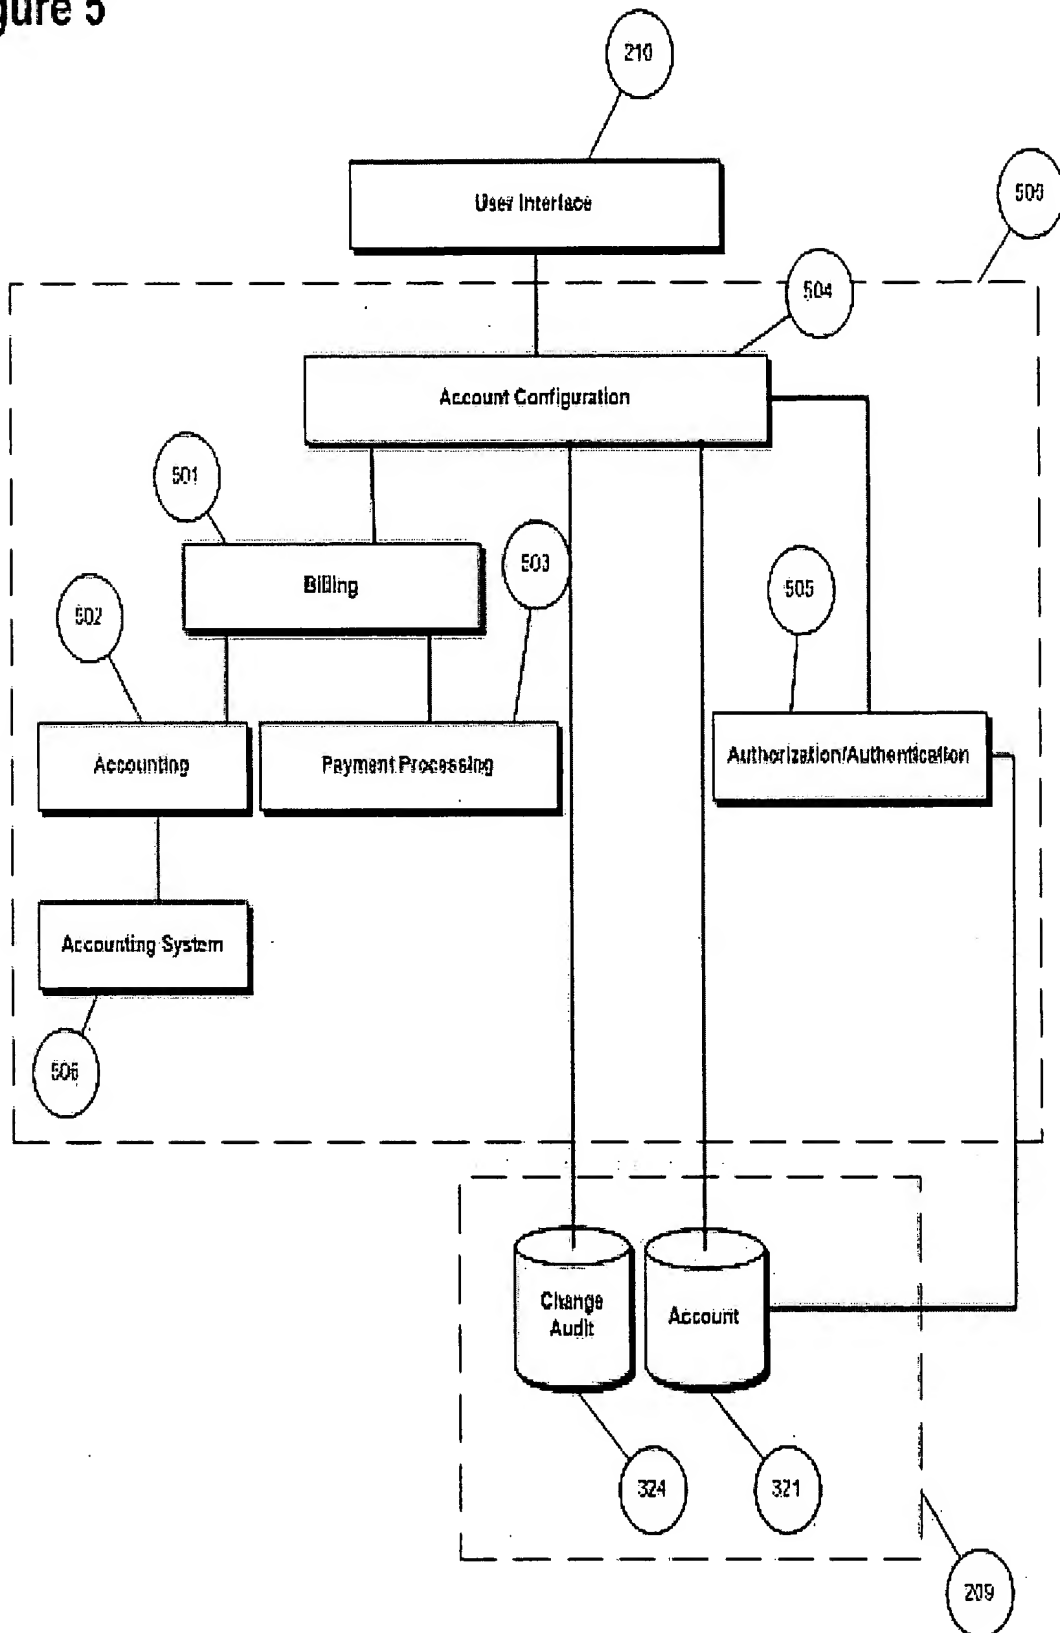 gure 5
210
User Interface
500
504
Account Configuration
501
Billing
503
502
505
Accounting
Payment Processing
Authorization/Authentication
Accounting System
506
Change
Audit
Account
324
321
209